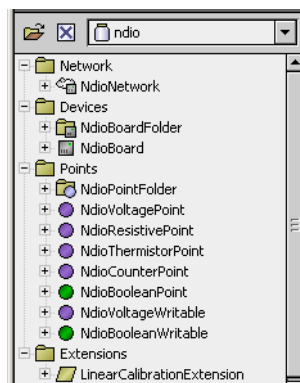 ndio
Network
NdioNetwork
Devices
NdioBoardFolder
NdioBoard
Points
NdioPointFolder
NdioVoltagePoint
NdioResistivePoint
NdioThermistorPoint
NdioCounterPoint
NdioBooleanPoint
NdioVoltageWritable
NdioBooleanWritable
Extensions
LinearCalibrationExtension